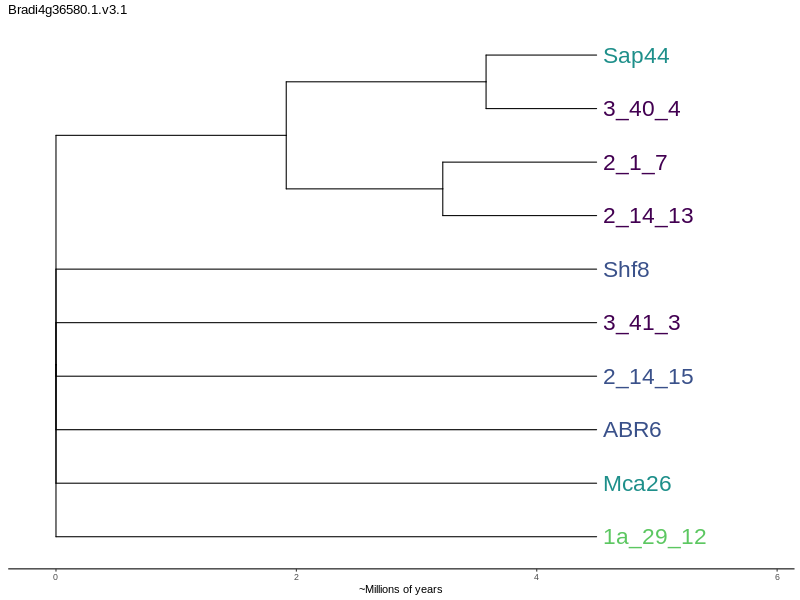 Bradi4g36580.1.v3.1
Sap44
3_40_4
2_1_7
2_14_13
Shf8
3_41_3
2_14_15
ABR6
Mca26
1a_29_12
0 2 4 6
~Millions of years